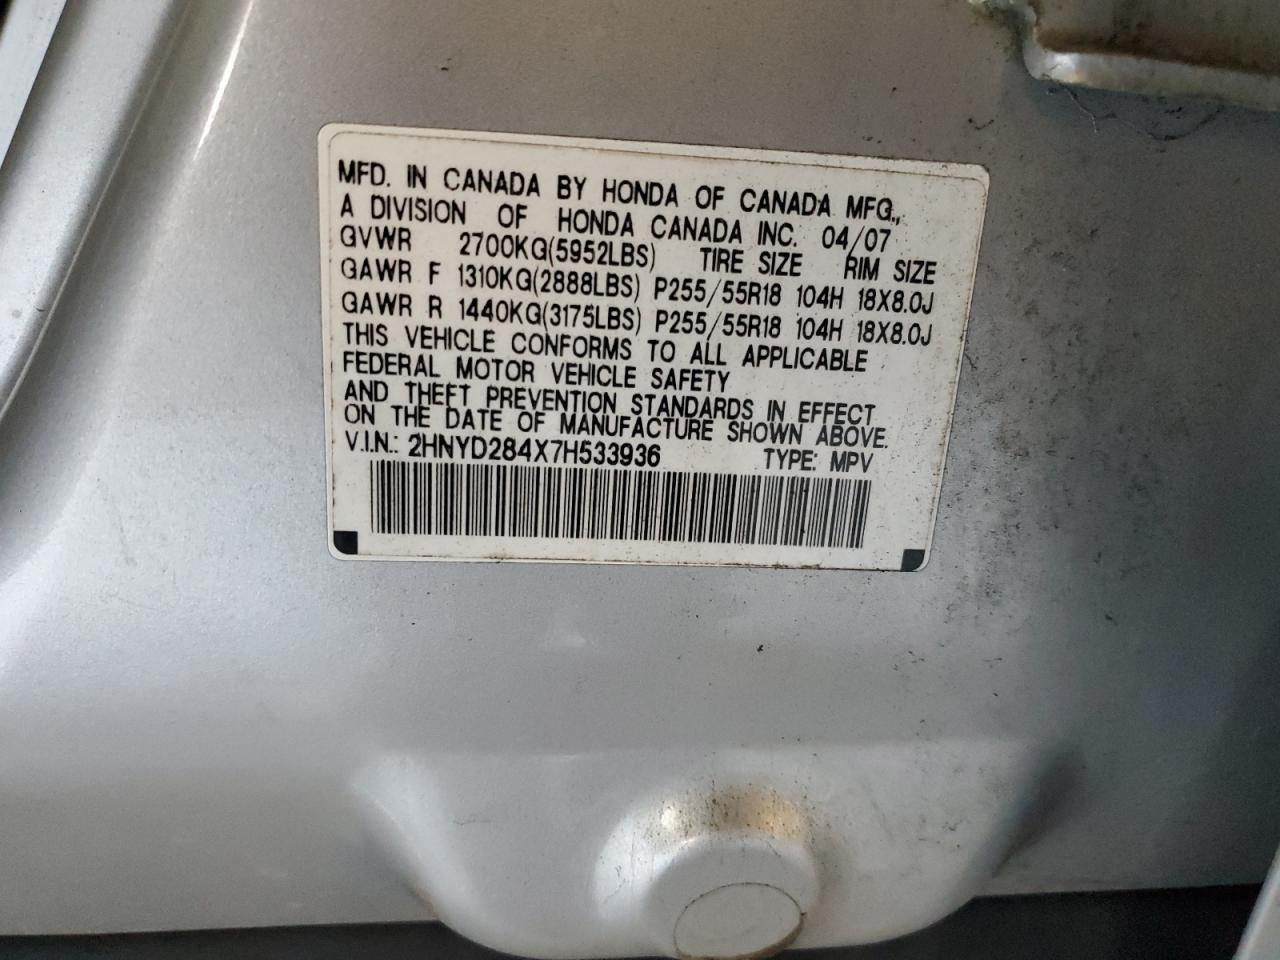 MFD. IN CANADA BY HONDA OF CANADA MFG.,
A DIVISION OF HONDA CANADA INC. 04/07
GVWR 2700KG(5952LBS) TIRE SIZE RIM SIZE
GAWR F 1310KG(2888LBS) P255/55R18 104H 18X8.0J
GAWR R 1440KG(3175LBS) P255/55R18 104H 18X8.0J
THIS VEHICLE CONFORMS TO ALL APPLICABLE
FEDERAL MOTOR VEHICLE SAFETY
AND THEFT PREVENTION STANDARDS IN EFFECT
ON THE DATE OF MANUFACTURE SHOWN ABOVE.
V.I.N.: 2HNYD284X7H533936 TYPE: MPV